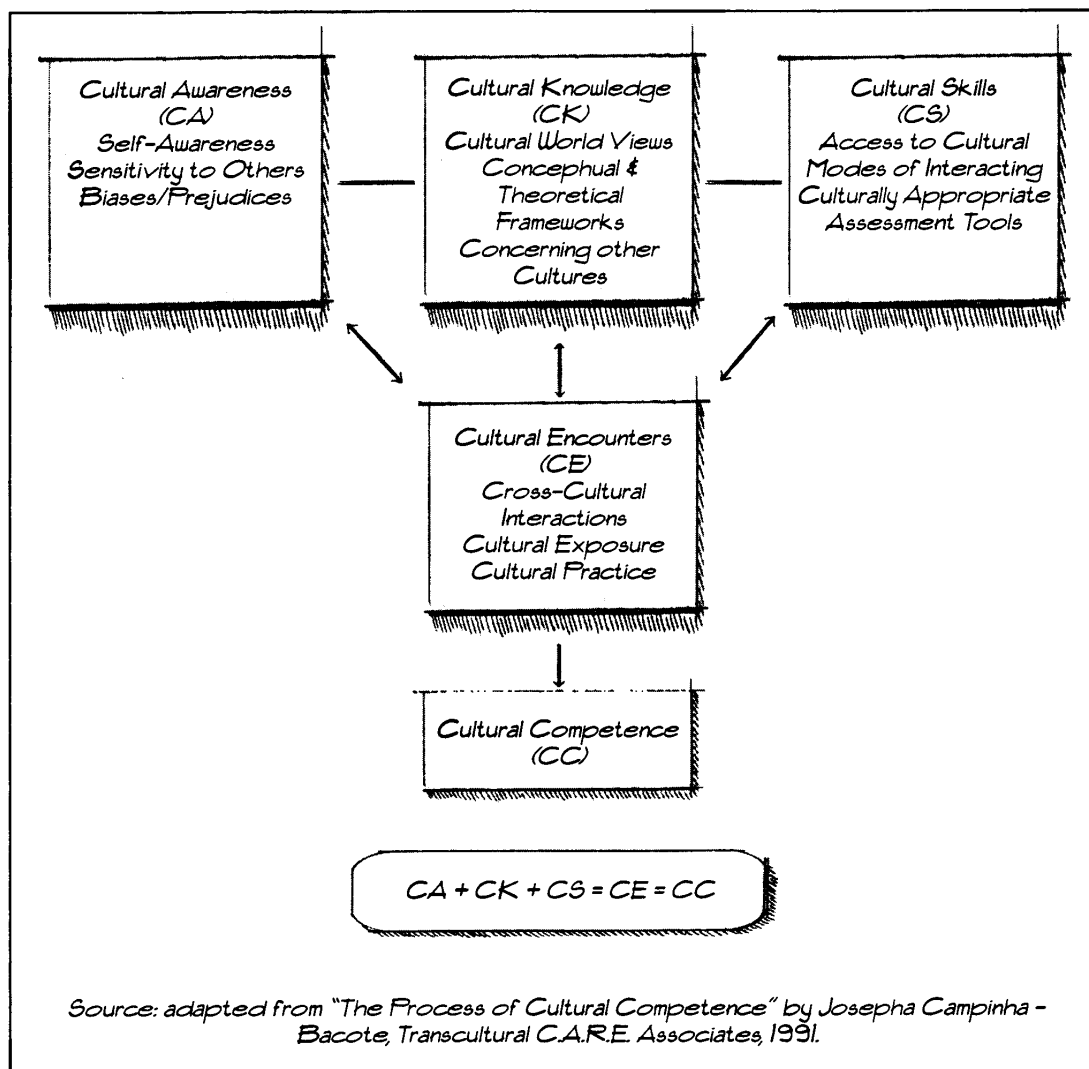 Cultural Awareness
(CA)
Self-Awareness
Sensitivity to Others
Biases/Prejudices
Cultural Knowledge
(CK)
Cultural World Views
Concephual &
Theoretical
Frameworks
Concerning other
Cultures
Cultural Skills
(CS)
Access to Cultural
Modes of Interacting
Culturally Appropriate
Assessment Tools
Cultural Encounters
(CE)
Cross-Cultural
Interactions
Cultural Exposure
Cultural Practice
Cultural Competence
(CC)
CA + CK + CS = CE = CC
Source: adapted from "The Process of Cultural Competence" by Josepha Campinha -
Bacote, Transcultural C.A.R.E. Associates, 1991.